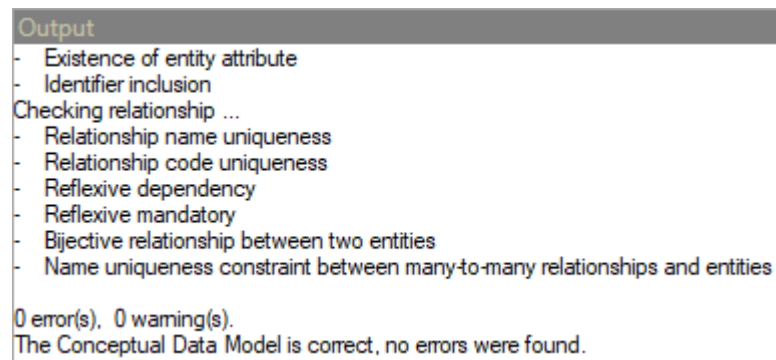 Output
- Existence of entity attribute
- Identifier inclusion
Checking relationship ...
- Relationship name uniqueness
- Relationship code uniqueness
- Reflexive dependency
- Reflexive mandatory
- Bijective relationship between two entities
- Name uniqueness constraint between many-to-many relationships and entities
0 error(s), 0 warning(s).
The Conceptual Data Model is correct, no errors were found.